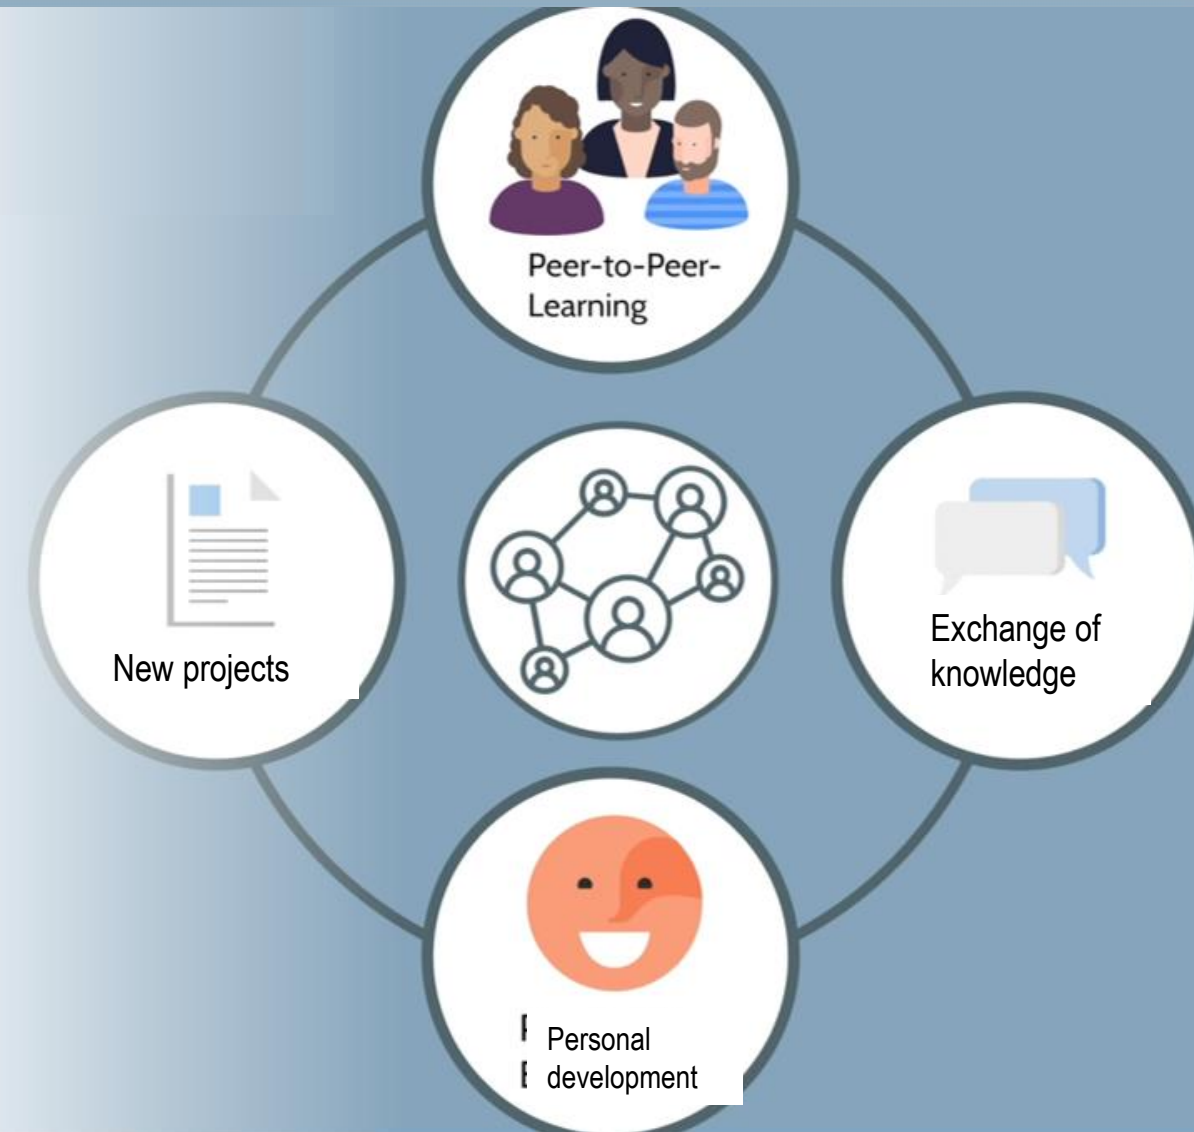 Peer-to-Peer-
Learning
New projects
Exchange of
knowledge
Personal
development